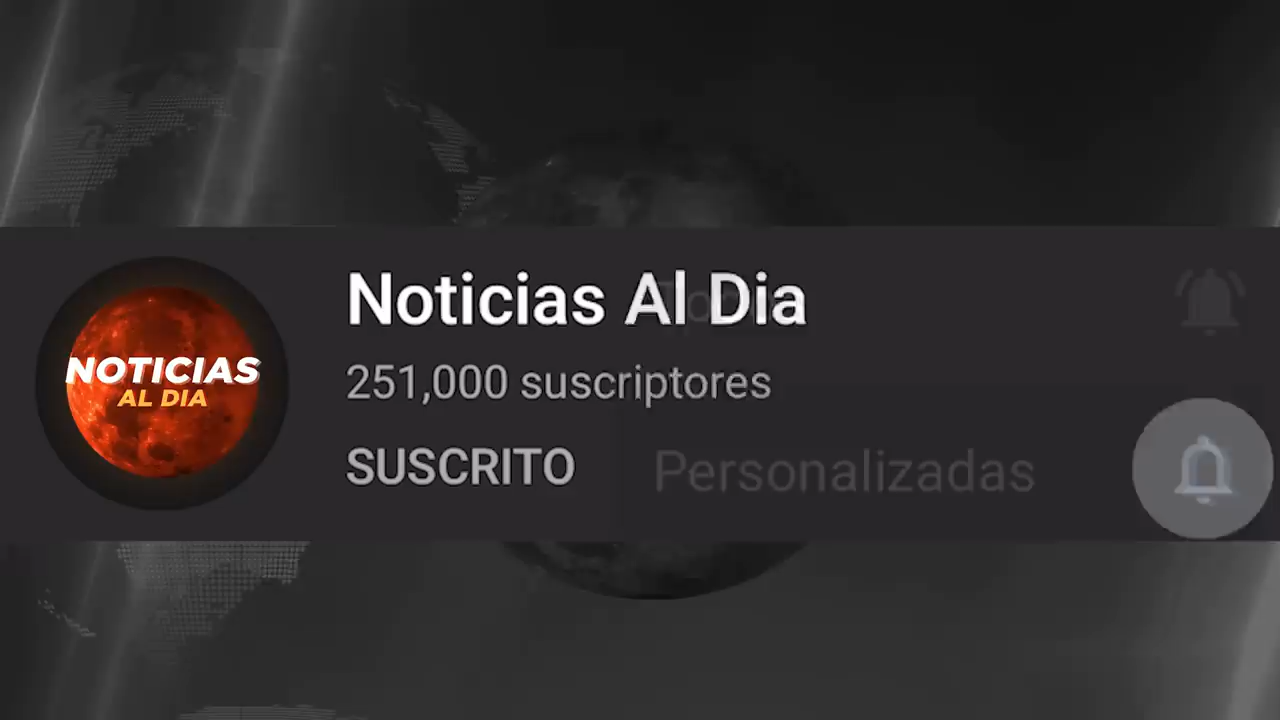 NOTICIAS
AL DIA
Noticias Al Dia
251,000 suscriptores
SUSCRITO
Personalizadas